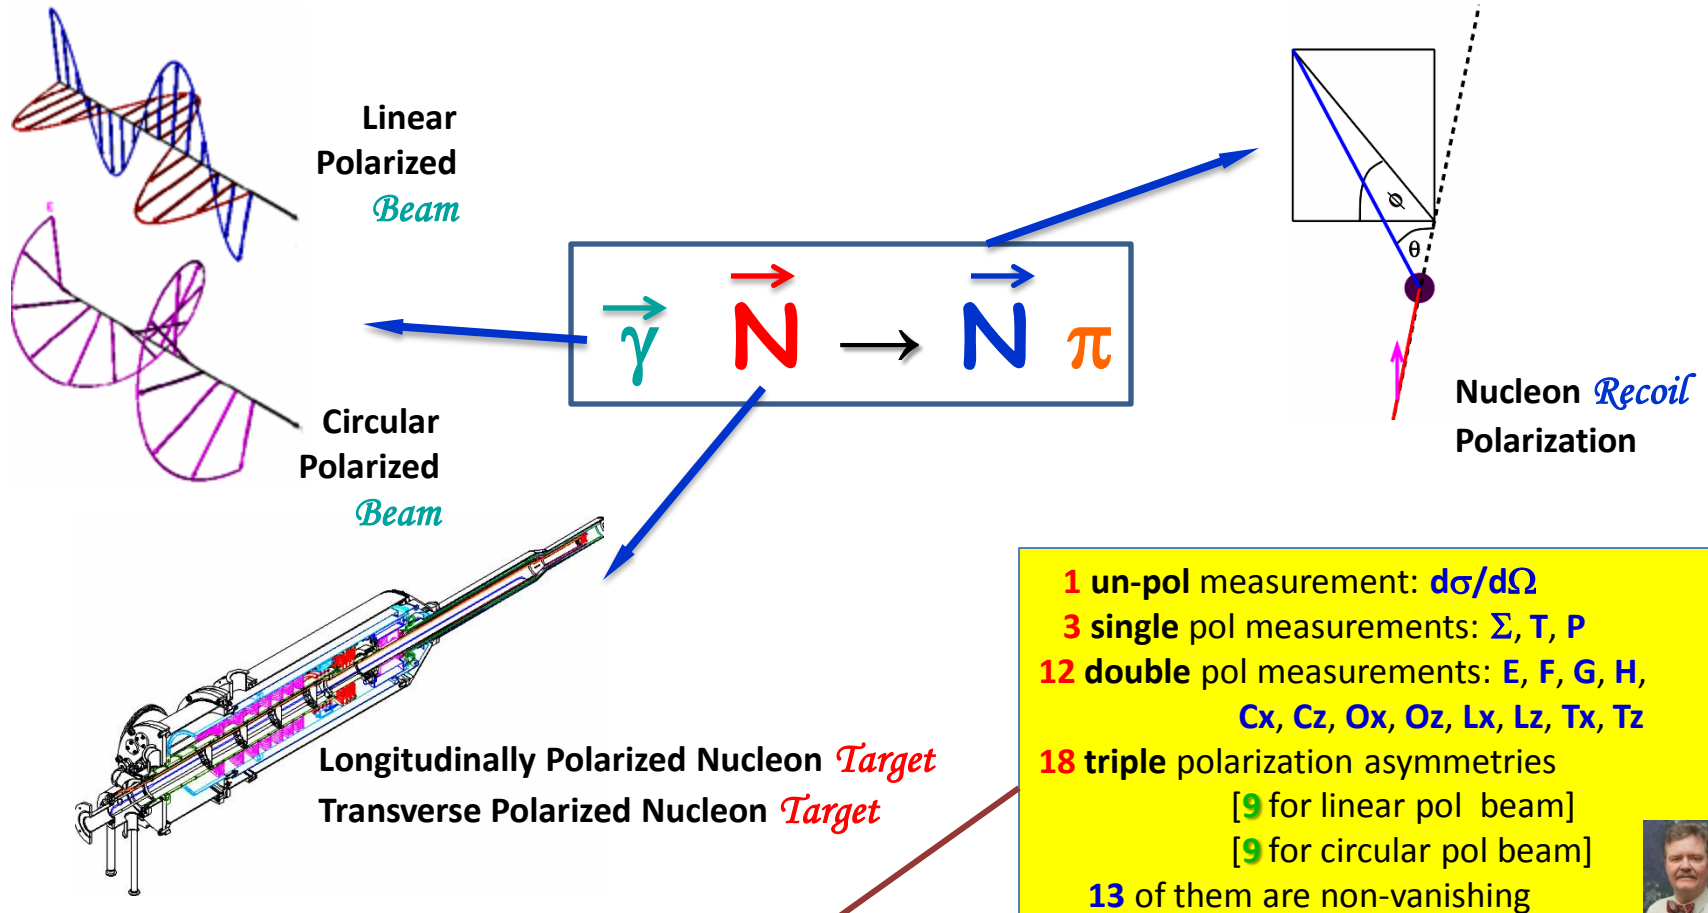 Linear
Polarized
Beam
E
Circular
Polarized
Beam
γ N → N π
ϕ
θ
Nucleon Recoil
Polarization
Longitudinally Polarized Nucleon Target
Transverse Polarized Nucleon Target
1 un-pol measurement: dσ/dΩ
3 single pol measurements: Σ, T, P
12 double pol measurements: E, F, G, H,
Cx, Cz, Ox, Oz, Lx, Lz, Tx, Tz
18 triple polarization asymmetries
[9 for linear pol beam]
[9 for circular pol beam]
13 of them are non-vanishing